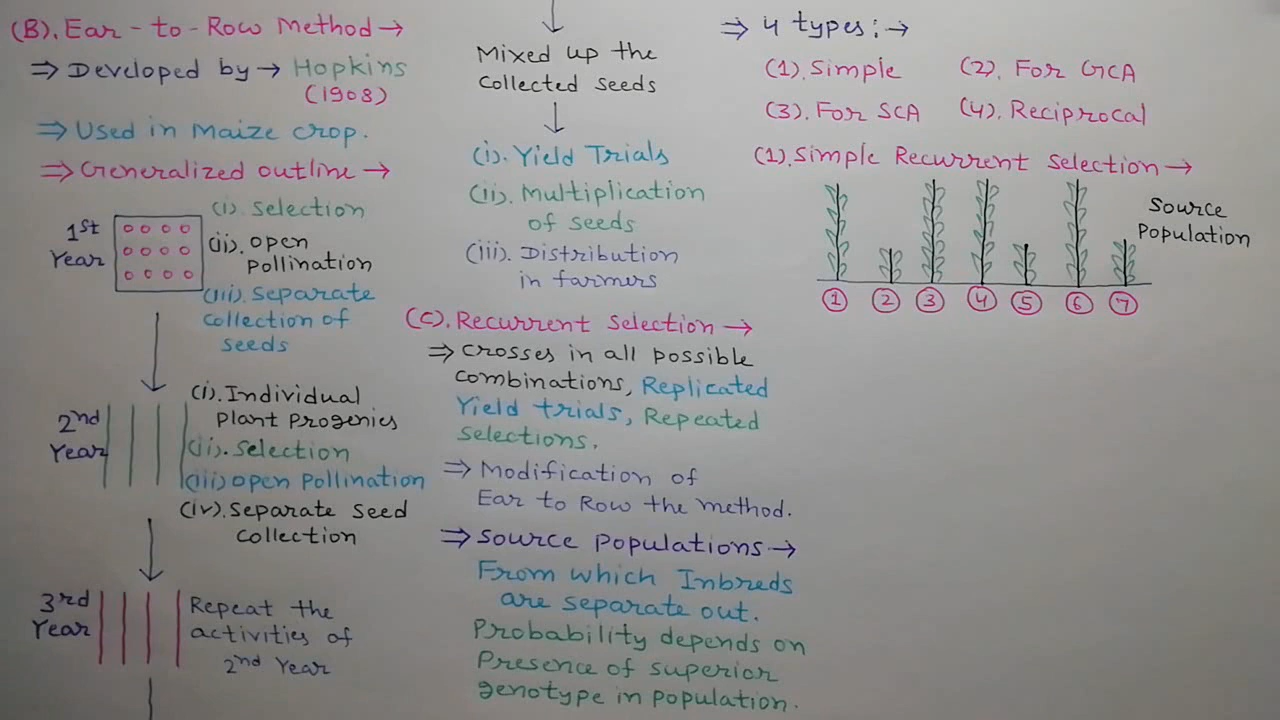 (B). Ear-to-Row Method→
⇒ Developed by→ Hopkins
(1908)
⇒ Used in Maize crop.
⇒ Generalized outline→
1st
Year
(i). Selection
(ii). open
pollination
(iii). Separate
collection of
seeds
2nd
Year
(i). Individual
Plant Progenies
(ii). Selection
(iii) open Pollination
(iv). Separate Seed
Collection
3rd
Year
Repeat the
activities of
2nd Year
Mixed up the
Collected Seeds
(i). Yield Trials
(ii). Multiplication
of seeds
(iii). Distribution
in farmers
(C). Recurrent Selection→
⇒ Crosses in all possible
Combinations, Replicated
Yield trials, Repeated
Selections.
⇒ Modification of
Ear to Row the method.
⇒ Source Populations→
From which Inbreds
are separate out.
Probability depends on
Presence of superior
genotype in population.
⇒ 4 types:→
(1). Simple (2). For GCA
(3). For SCA (4). Reciprocal
(1). Simple Recurrent Selection→
Source
Population
1 2 3 4 5 6 7